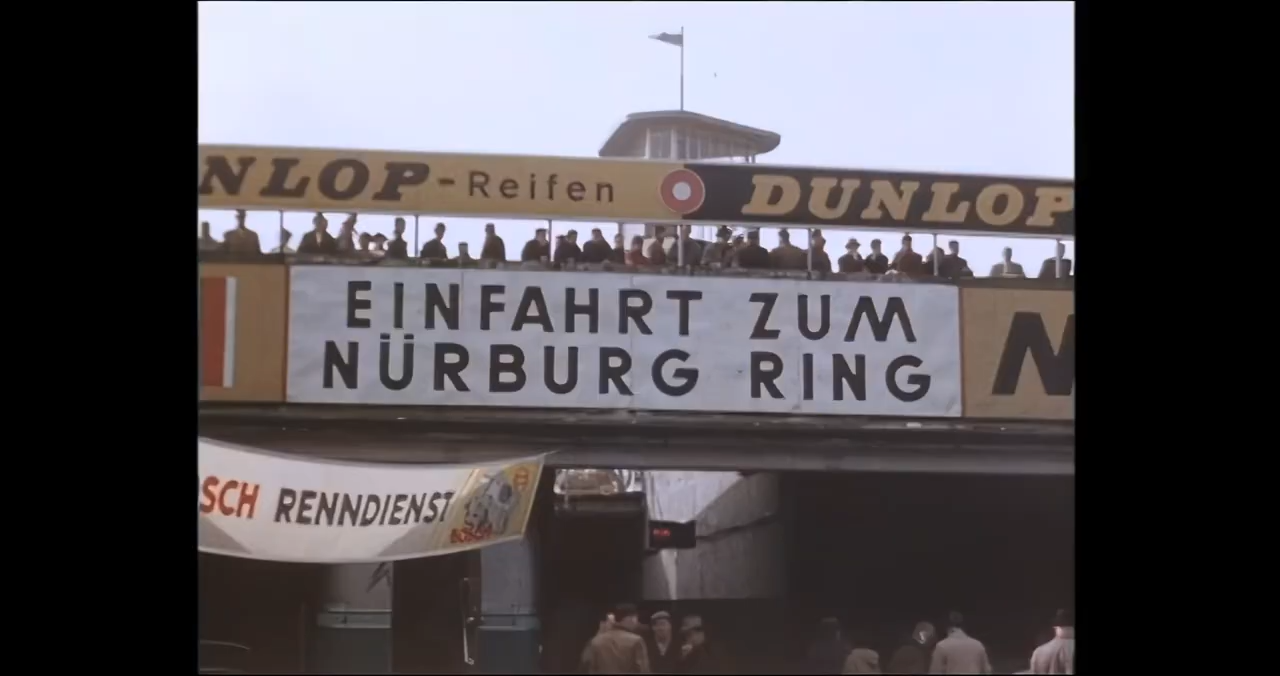 NLOP-Reifen DUNLOP
EINFAHRT ZUM
NÜRBURG RING
SCH RENNDIENST